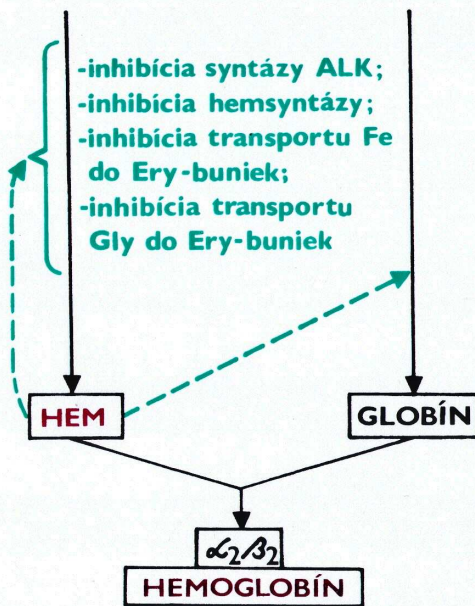 -inhibícia syntázy ALK;
-inhibícia hemsyntázy;
-inhibícia transportu Fe
do Ery-buniek;
-inhibícia transportu
Gly do Ery-buniek
HEM
GLOBÍN
α₂β₂
HEMOGLOBÍN